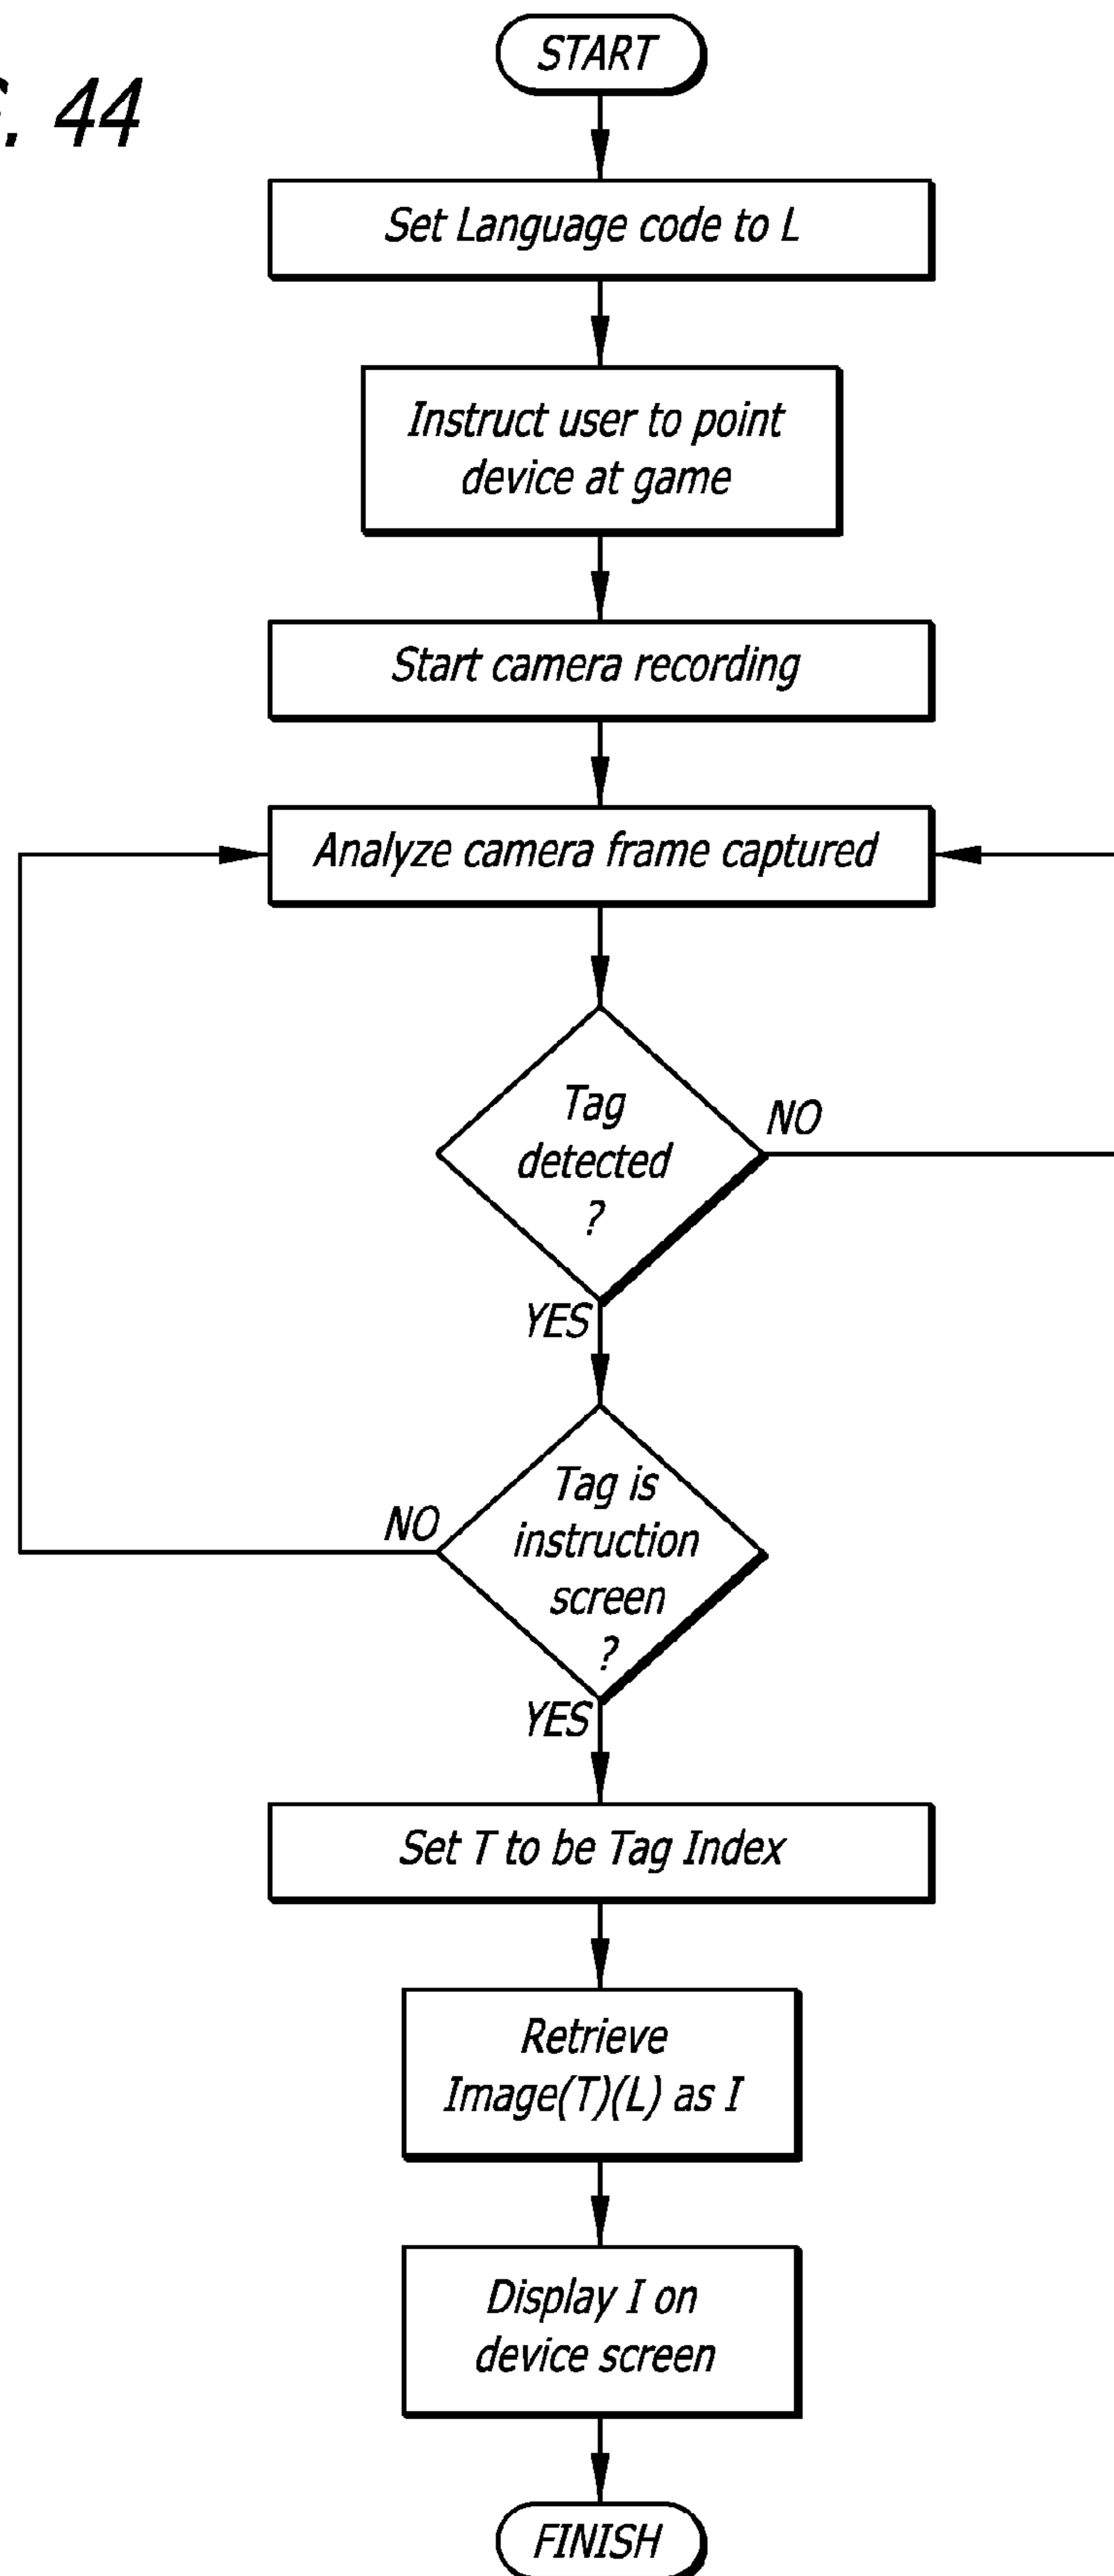 . 44
START
Set Language code to L
Instruct user to point
device at game
Start camera recording
Analyze camera frame captured
Tag
detected
?
NO
YES
Tag is
instruction
screen
?
NO
YES
Set T to be Tag Index
Retrieve
Image(T)(L) as I
Display I on
device screen
FINISH